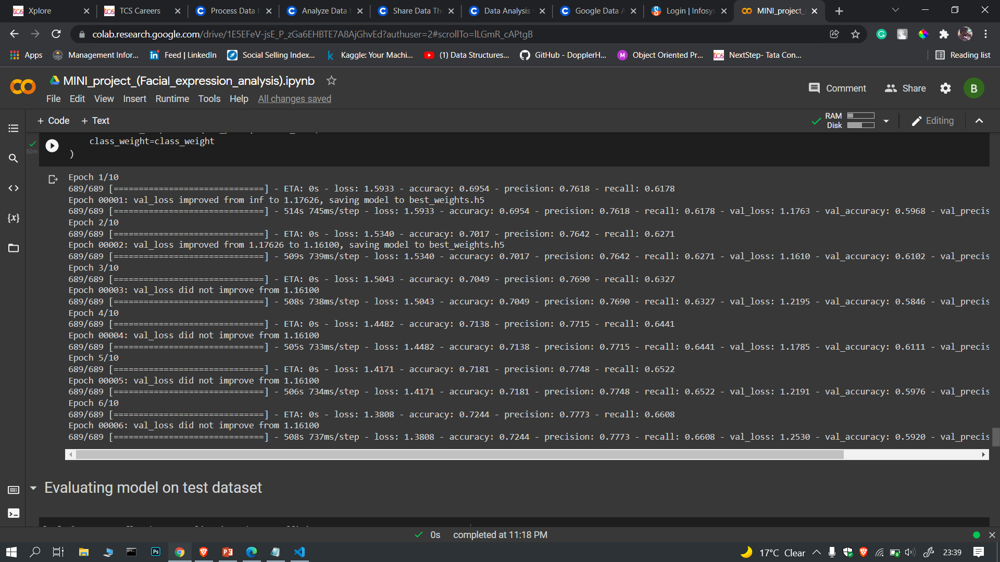 Xplore
TCS Careers
Process Data f
Analyze Data t
Share Data Th
Data Analysis
Google Data A
Login | Infosys
MINI_project_
colab.research.google.com/drive/1E5EFeV-jsE_P_zGa6EHBTE7A8AjGhvEd?authuser=2#scrollTo=lLGmR_cAPtgB
Apps
Management Infor...
Feed | LinkedIn
Social Selling Index...
Kaggle: Your Machi...
(1) Data Structures...
GitHub - DopplerH...
Object Oriented Pr...
NextStep- Tata Con...
Reading list
MINI_project_(Facial_expression_analysis).ipynb
Comment
Share
B
File Edit View Insert Runtime Tools Help All changes saved
+ Code + Text
RAM
Disk
Editing
class_weight=class_weight
50m
)
Epoch 1/10
689/689 [==============================] - ETA: 0s - loss: 1.5933 - accuracy: 0.6954 - precision: 0.7618 - recall: 0.6178
Epoch 00001: val_loss improved from inf to 1.17626, saving model to best_weights.h5
689/689 [==============================] - 514s 745ms/step - loss: 1.5933 - accuracy: 0.6954 - precision: 0.7618 - recall: 0.6178 - val_loss: 1.1763 - val_accuracy: 0.5968 - val_precis
Epoch 2/10
689/689 [==============================] - ETA: 0s - loss: 1.5340 - accuracy: 0.7017 - precision: 0.7642 - recall: 0.6271
Epoch 00002: val_loss improved from 1.17626 to 1.16100, saving model to best_weights.h5
689/689 [==============================] - 509s 739ms/step - loss: 1.5340 - accuracy: 0.7017 - precision: 0.7642 - recall: 0.6271 - val_loss: 1.1610 - val_accuracy: 0.6102 - val_precis
Epoch 3/10
689/689 [==============================] - ETA: 0s - loss: 1.5043 - accuracy: 0.7049 - precision: 0.7690 - recall: 0.6327
Epoch 00003: val_loss did not improve from 1.16100
689/689 [==============================] - 508s 738ms/step - loss: 1.5043 - accuracy: 0.7049 - precision: 0.7690 - recall: 0.6327 - val_loss: 1.2195 - val_accuracy: 0.5846 - val_precis
Epoch 4/10
689/689 [==============================] - ETA: 0s - loss: 1.4482 - accuracy: 0.7138 - precision: 0.7715 - recall: 0.6441
Epoch 00004: val_loss did not improve from 1.16100
689/689 [==============================] - 505s 733ms/step - loss: 1.4482 - accuracy: 0.7138 - precision: 0.7715 - recall: 0.6441 - val_loss: 1.1785 - val_accuracy: 0.6111 - val_precis
Epoch 5/10
689/689 [==============================] - ETA: 0s - loss: 1.4171 - accuracy: 0.7181 - precision: 0.7748 - recall: 0.6522
Epoch 00005: val_loss did not improve from 1.16100
689/689 [==============================] - 506s 734ms/step - loss: 1.4171 - accuracy: 0.7181 - precision: 0.7748 - recall: 0.6522 - val_loss: 1.2191 - val_accuracy: 0.5976 - val_precis
Epoch 6/10
689/689 [==============================] - ETA: 0s - loss: 1.3808 - accuracy: 0.7244 - precision: 0.7773 - recall: 0.6608
Epoch 00006: val_loss did not improve from 1.16100
689/689 [==============================] - 508s 737ms/step - loss: 1.3808 - accuracy: 0.7244 - precision: 0.7773 - recall: 0.6608 - val_loss: 1.2530 - val_accuracy: 0.5920 - val_precis
Evaluating model on test dataset
0s completed at 11:18 PM
17°C Clear
23:39